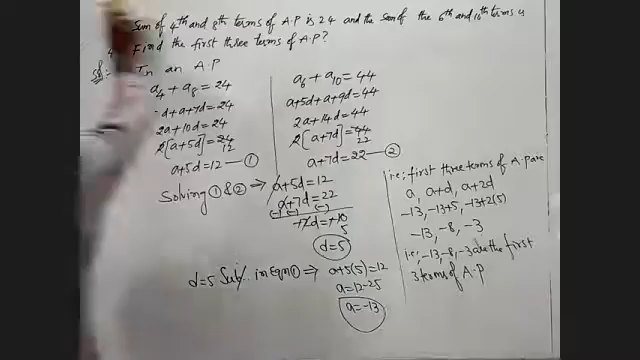 Sum of 4th and 8th terms of A.P is 24 and the Sum of the 6th and 10th terms is
4 Find the first three terms of A.P?
Sol:- In an A.P
a4 + a8 = 24
+d+a+7d=24
2a+10d=24
2[a+5d]=24
12
a+5d=12 — ①
a6 + a10 = 44
a+5d+a+9d=44
2a+14d=44
2[a+7d]=44
22
a+7d=22 — ②
Solving ① & ② ⇒ a+5d=12
a+7d=22
(-) (-) (-)
+2d=+10
5
d=5
d=5 Sub/. in Eqn ① ⇒ a+5(5)=12
a=12-25
a=-13
i.e; first three terms of A.P are
a, a+d, a+2d
-13, -13+5, -13+2(5)
-13, -8, -3
i.e; -13, -8, -3 are the first
3 terms of A.P